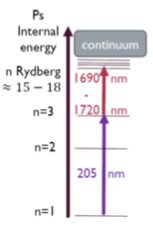 Ps
Internal
energy
continuum
n Rydberg
≈ 15 − 18
1690 nm
-
1720 nm
n=3
n=2
205 nm
n=1